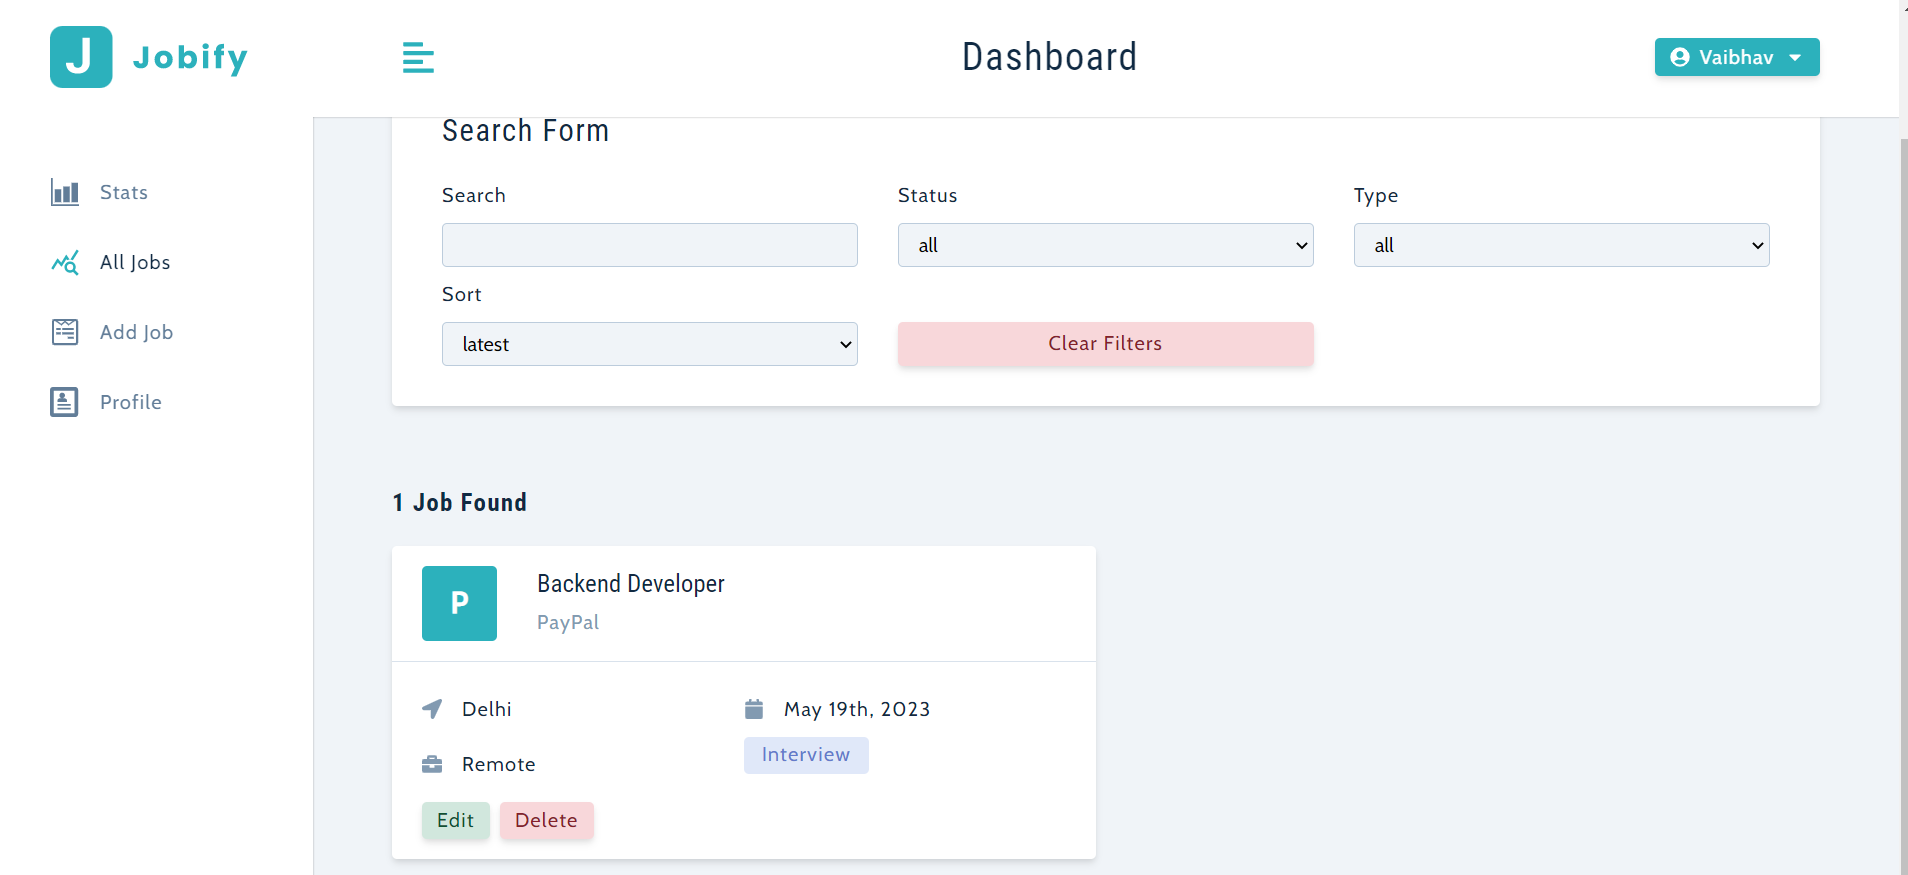 J Jobify
Dashboard
Vaibhav
Stats
All Jobs
Add Job
Profile
Search Form
Search
Status
all
Type
all
Sort
latest
Clear Filters
1 Job Found
P
Backend Developer
PayPal
Delhi
May 19th, 2023
Remote
Interview
Edit
Delete